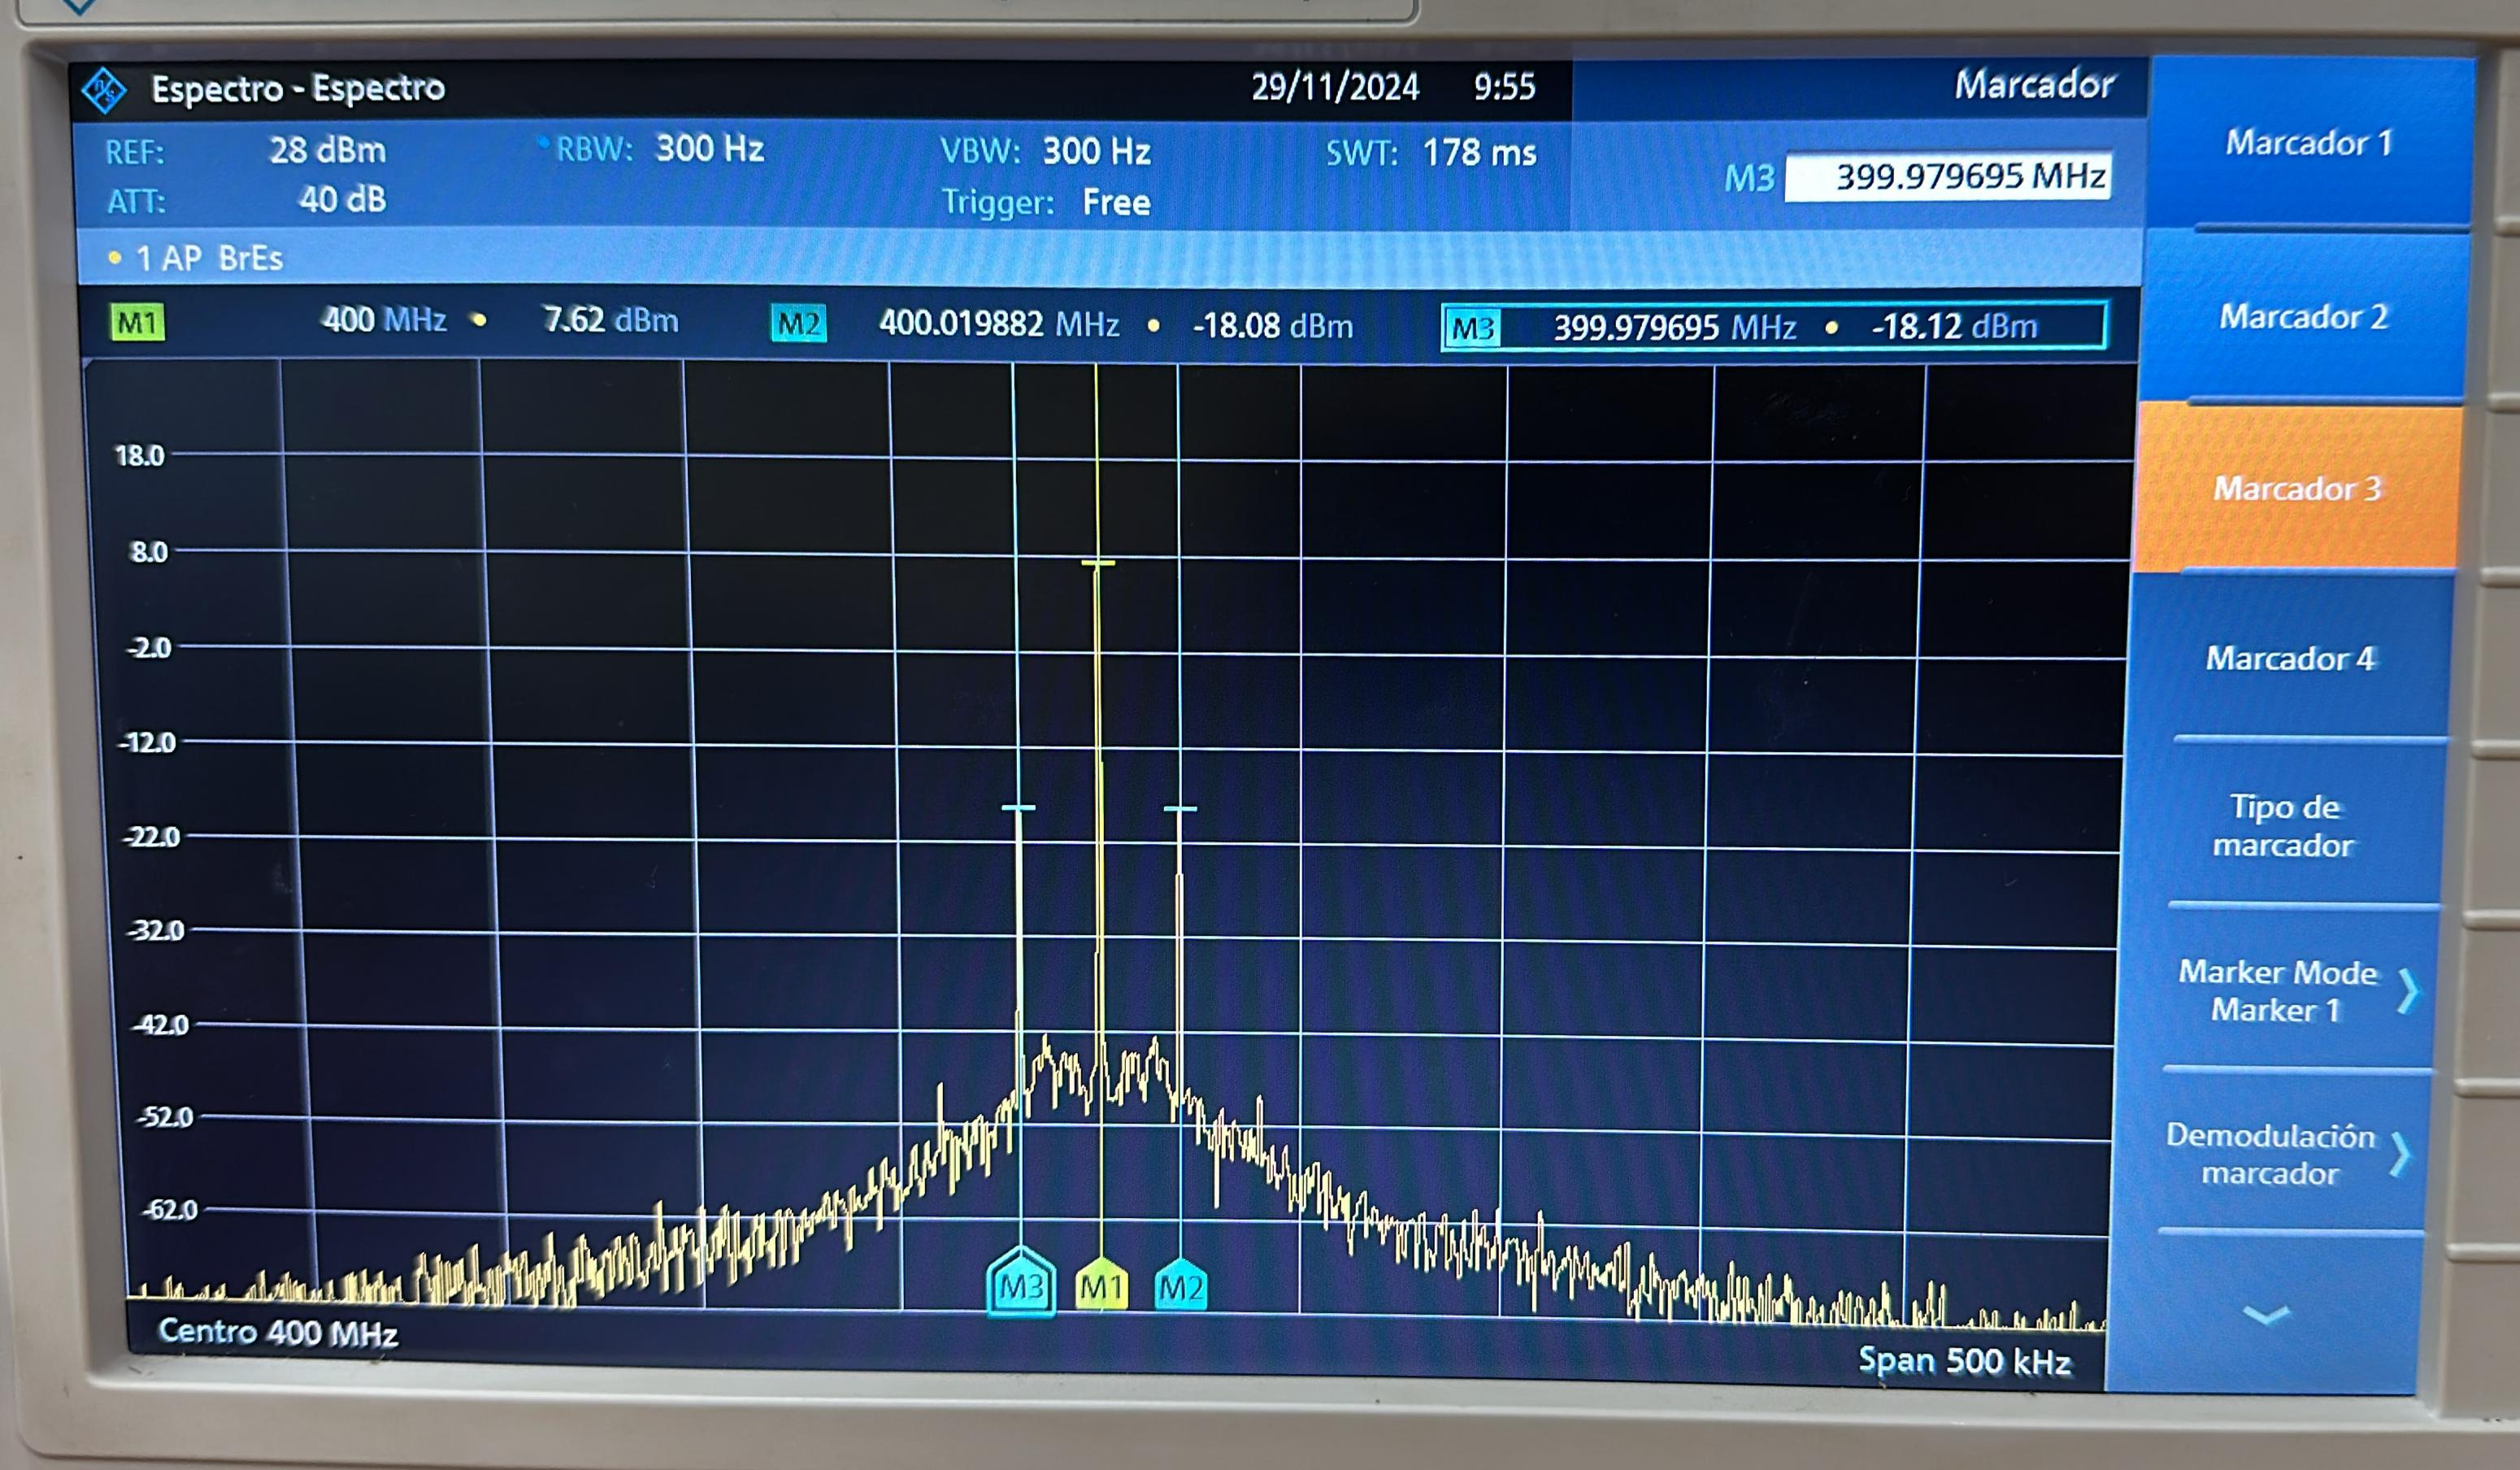 Espectro - Espectro 29/11/2024 9:55 Marcador
REF: 28 dBm RBW: 300 Hz VBW: 300 Hz SWT: 178 ms
M3 399.979695 MHz
ATT: 40 dB Trigger: Free
1 AP BrEs
M1 400 MHz • 7.62 dBm M2 400.019882 MHz • -18.08 dBm M3 399.979695 MHz • -18.12 dBm
18.0
8.0
-2.0
-12.0
-22.0
-32.0
-42.0
-52.0
-62.0
M3 M1 M2
Centro 400 MHz
Span 500 kHz
Marcador 1
Marcador 2
Marcador 3
Marcador 4
Tipo de
marcador
Marker Mode
Marker 1
Demodulación
marcador